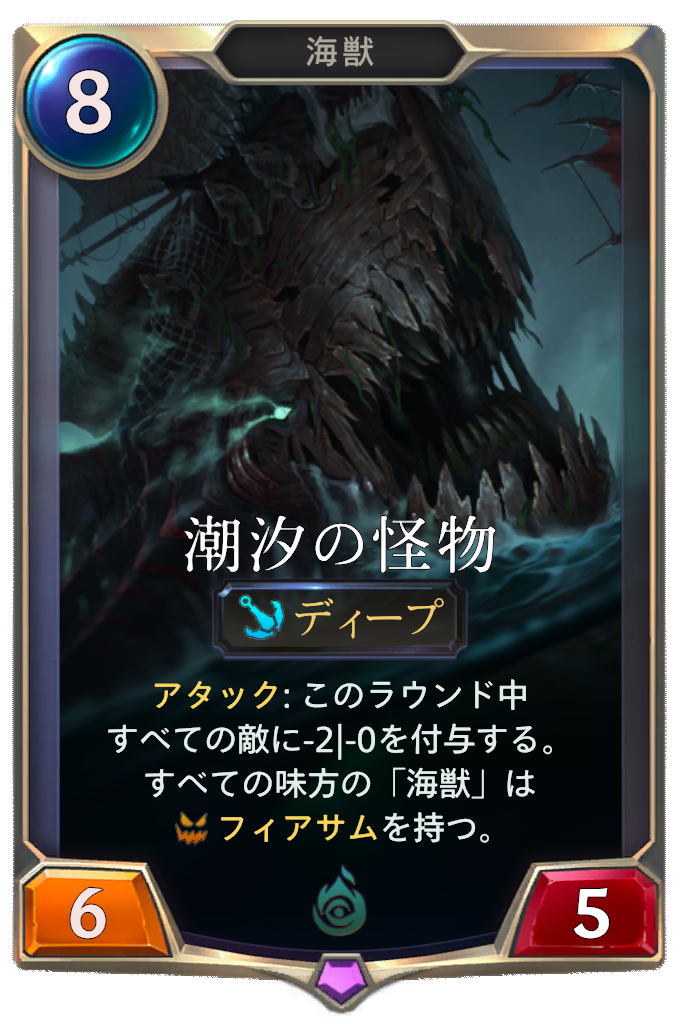 海獣
8
潮汐の怪物
ディープ
アタック: このラウンド中
すべての敵に-2|-0を付与する。
すべての味方の「海獣」は
フィアサムを持つ。
6
5